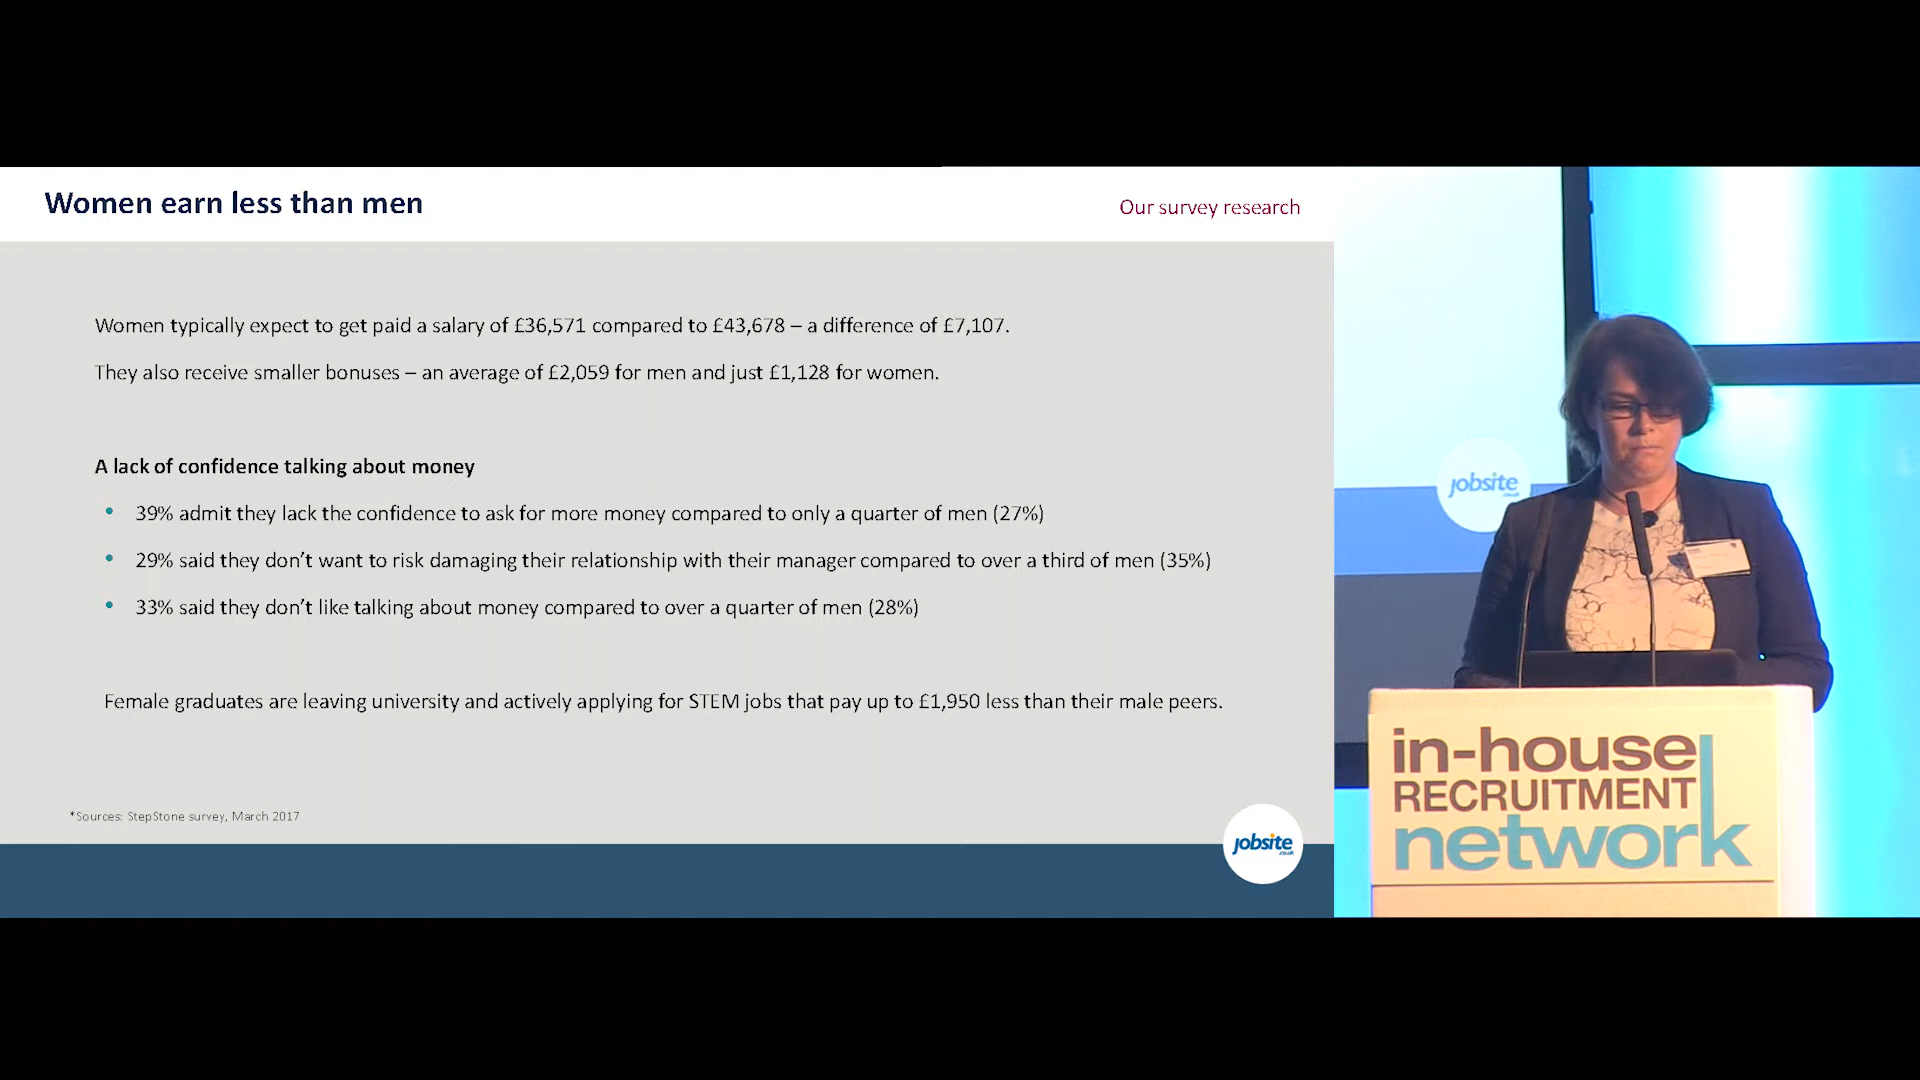 Women earn less than men
Our survey research
Women typically expect to get paid a salary of £36,571 compared to £43,678 – a difference of £7,107.
They also receive smaller bonuses – an average of £2,059 for men and just £1,128 for women.
A lack of confidence talking about money
• 39% admit they lack the confidence to ask for more money compared to only a quarter of men (27%)
• 29% said they don’t want to risk damaging their relationship with their manager compared to over a third of men (35%)
• 33% said they don’t like talking about money compared to over a quarter of men (28%)
Female graduates are leaving university and actively applying for STEM jobs that pay up to £1,950 less than their male peers.
*Sources: StepStone survey, March 2017
jobsite
.co.uk
jobsite
in-house
RECRUITMENT
network